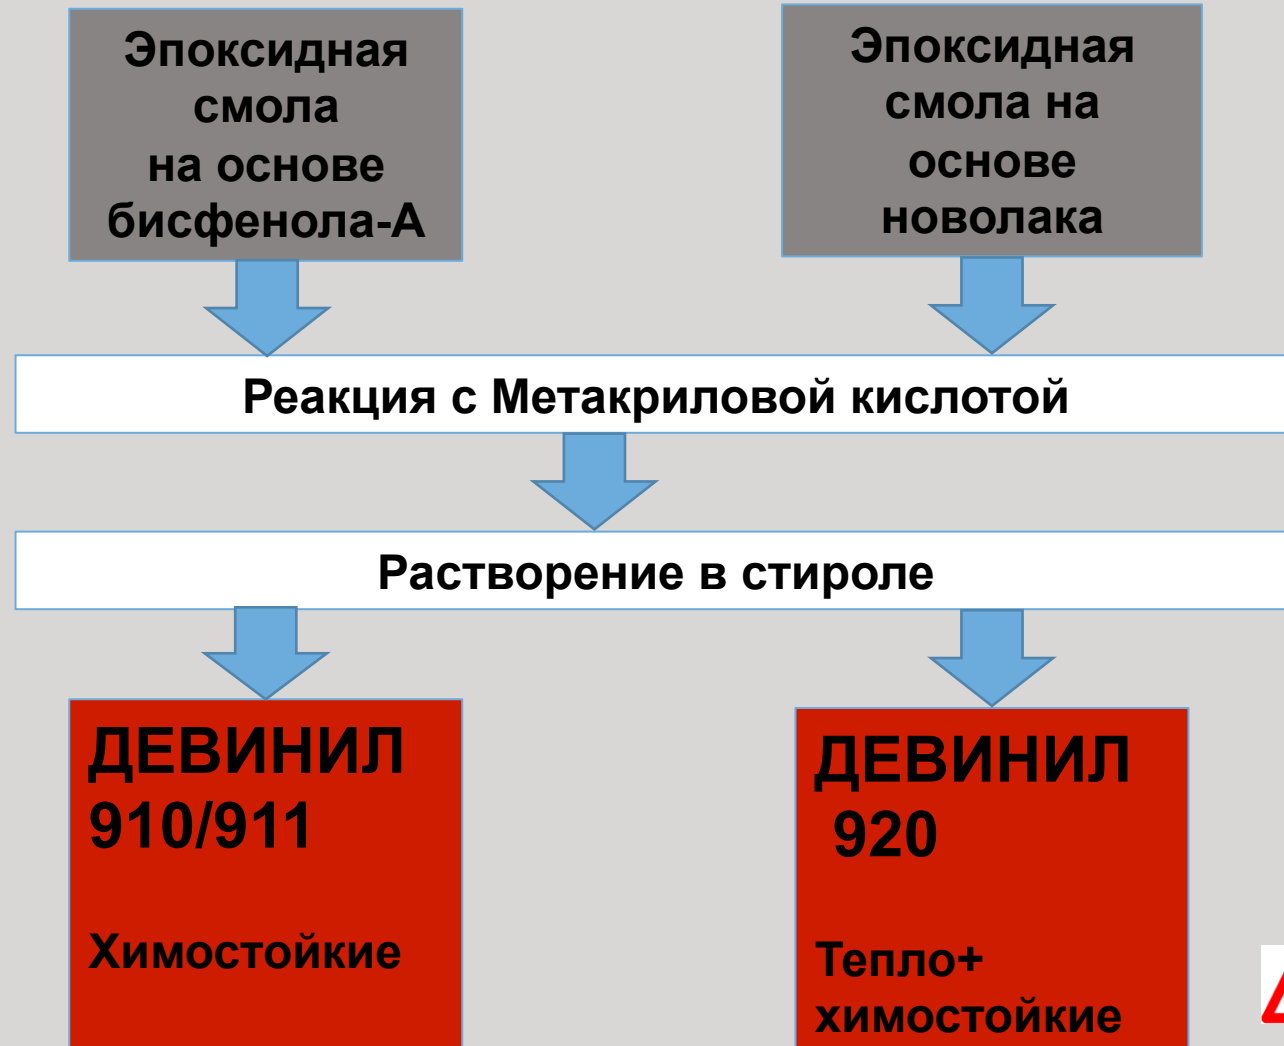 Эпоксидная
смола
на основе
бисфенола-А
Эпоксидная
смола на
основе
новолака
Реакция с Метакриловой кислотой
Растворение в стироле
ДЕВИНИЛ
910/911
Химостойкие
ДЕВИНИЛ
920
Тепло+
химостойкие